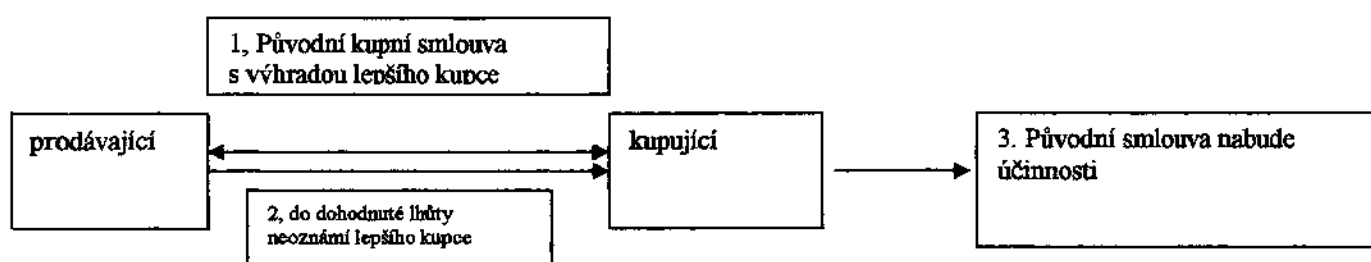 1, Původní kupní smlouva
s výhradou lepšího kupce
prodávající
kupující
3. Původní smlouva nabude
účinnosti
2, do dohodnuté lhůty
neoznámí lepšího kupce